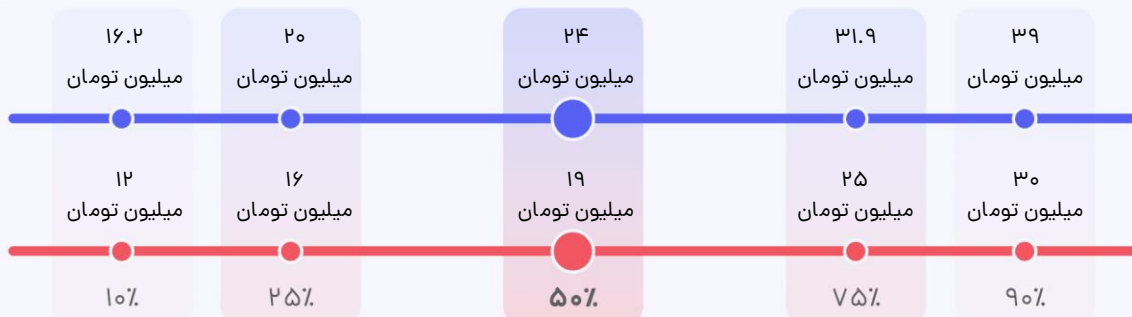 ۱۶.۲ ۲۰ ۲۴ ۳۱.۹ ۳۹
میلیون تومان میلیون تومان میلیون تومان میلیون تومان میلیون تومان
۱۲ ۱۶ ۱۹ ۲۵ ۳۰
میلیون تومان میلیون تومان میلیون تومان میلیون تومان میلیون تومان
۱۰٪ ۲۵٪ ۵۰٪ ۷۵٪ ۹۰٪